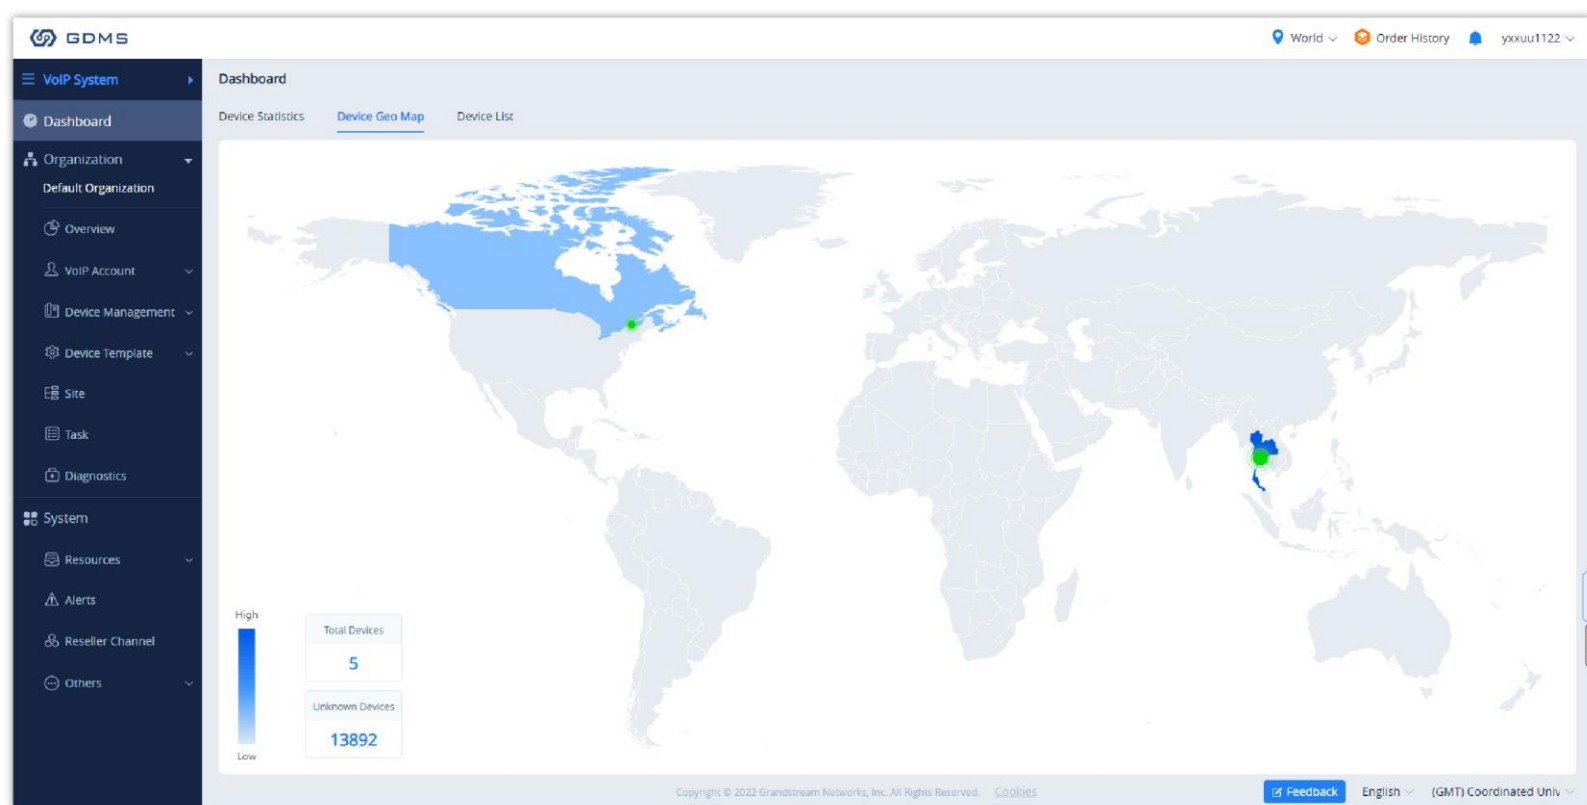 GDMS
World
Order History
yxxuu1122
VoIP System
Dashboard
Organization
Default Organization
Overview
VoIP Account
Device Management
Device Template
Site
Task
Diagnostics
System
Resources
Alerts
Reseller Channel
Others
Dashboard
Device Statistics Device Geo Map Device List
High
Low
Total Devices
5
Unknown Devices
13892
Copyright © 2022 Grandstream Networks, Inc. All Rights Reserved. Cookies
Feedback
English
(GMT) Coordinated Univ